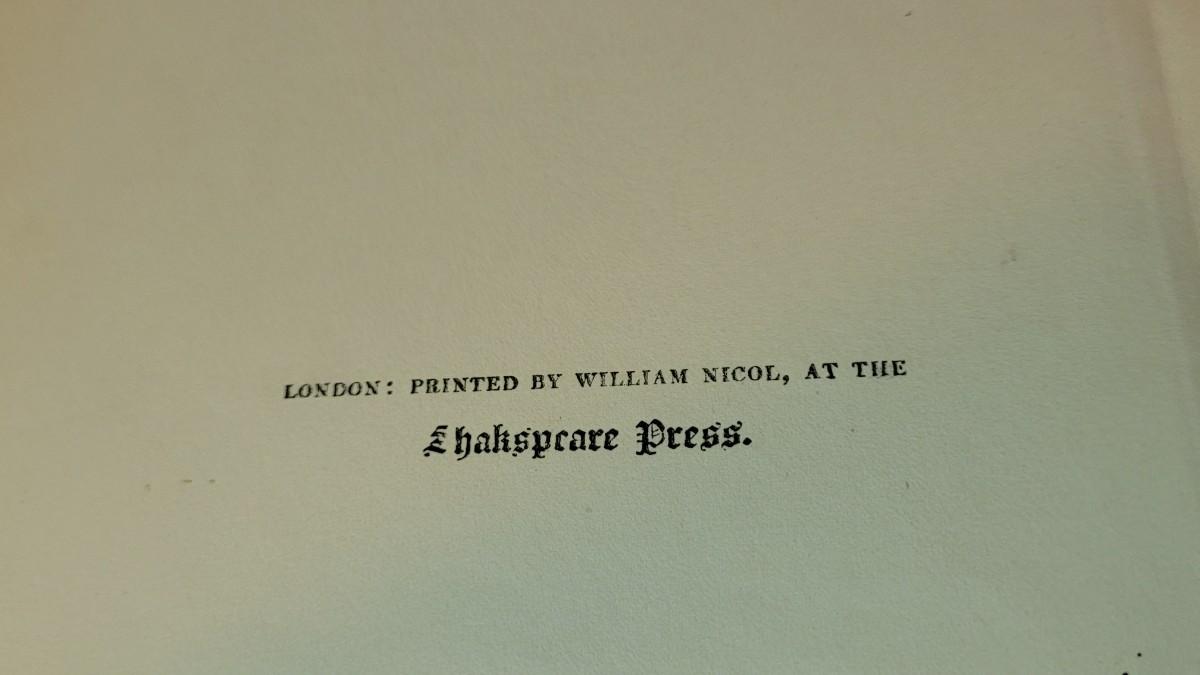 LONDON: PRINTED BY WILLIAM NICOL, AT THE
Shakspeare Press.